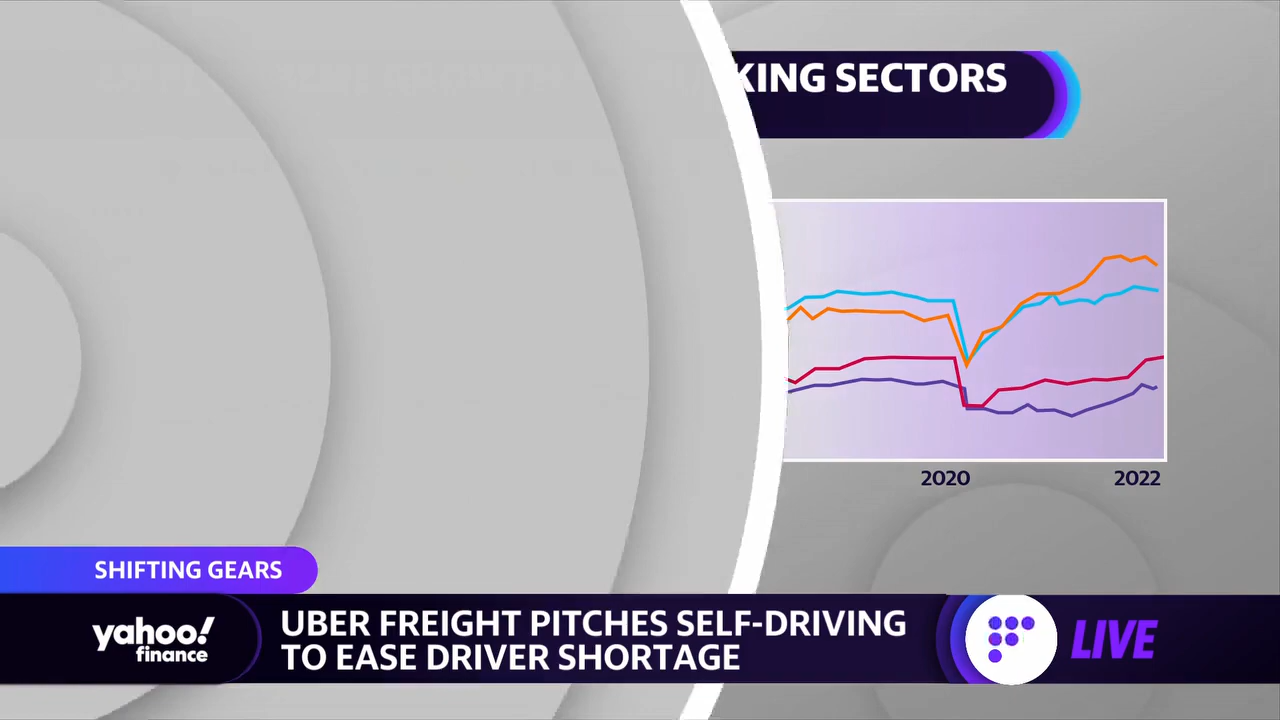 KING SECTORS
2020
2022
SHIFTING GEARS
yahoo!
finance
UBER FREIGHT PITCHES SELF-DRIVING
TO EASE DRIVER SHORTAGE
LIVE